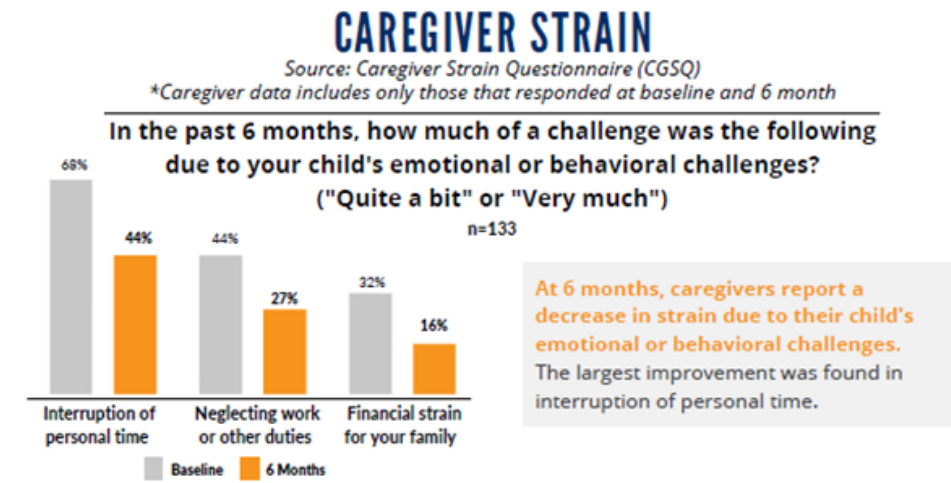 CAREGIVER STRAIN
Source: Caregiver Strain Questionnaire (CGSQ)
*Caregiver data includes only those that responded at baseline and 6 month
In the past 6 months, how much of a challenge was the following
due to your child's emotional or behavioral challenges?
("Quite a bit" or "Very much")
n=133
68%
44%
44%
27%
32%
16%
Interruption of
personal time
Neglecting work
or other duties
Financial strain
for your family
Baseline
6 Months
At 6 months, caregivers report a
decrease in strain due to their child's
emotional or behavioral challenges.
The largest improvement was found in
interruption of personal time.